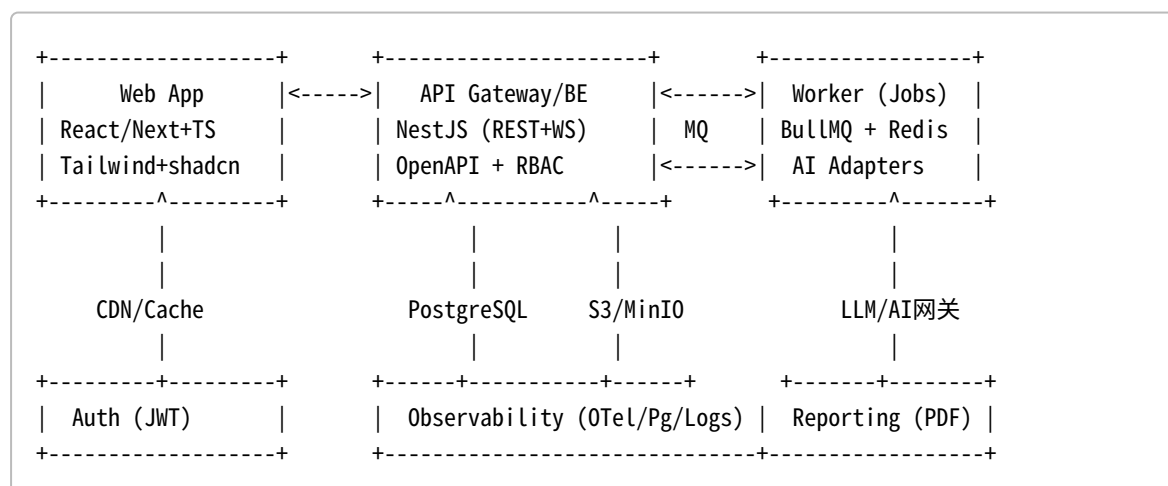 +-------------------+       +----------------------+        +-----------------+
|      Web App      |<----->|   API Gateway/BE     |<------>|  Worker (Jobs)  |
| React/Next+TS     |       | NestJS (REST+WS)     |  MQ    | BullMQ + Redis  |
| Tailwind+shadcn   |       | OpenAPI + RBAC       |<------>|  AI Adapters    |
+---------^---------+       +-----^-----------^-----+        +---------^-------+
          |                         |           |                      |
          |                         |           |                      |
     CDN/Cache                 PostgreSQL     S3/MinIO             LLM/AI网关
          |                         |           |                      |
+---------+---------+       +------+-----------+------+       +-------+--------+
|  Auth (JWT)       |       |  Observability (OTel/Pg/Logs) |  Reporting (PDF) |
+-------------------+       +-------------------------------+------------------+